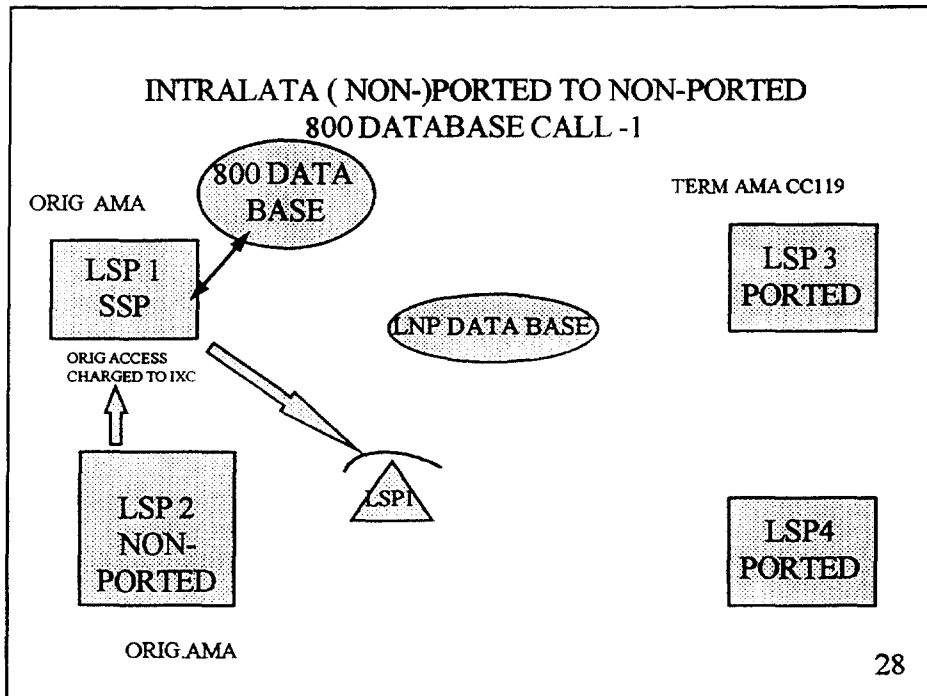 INTRALATA ( NON-)PORTED TO NON-PORTED
800 DATABASE CALL -1
800 DATA
BASE
ORIG AMA
TERM AMA CC119
LSP 1
SSP
LSP 3
PORTED
LNP DATA BASE
ORIG ACCESS
CHARGED TO IXC
LSP1
LSP 2
NON-
PORTED
LSP4
PORTED
ORIG.AMA
28